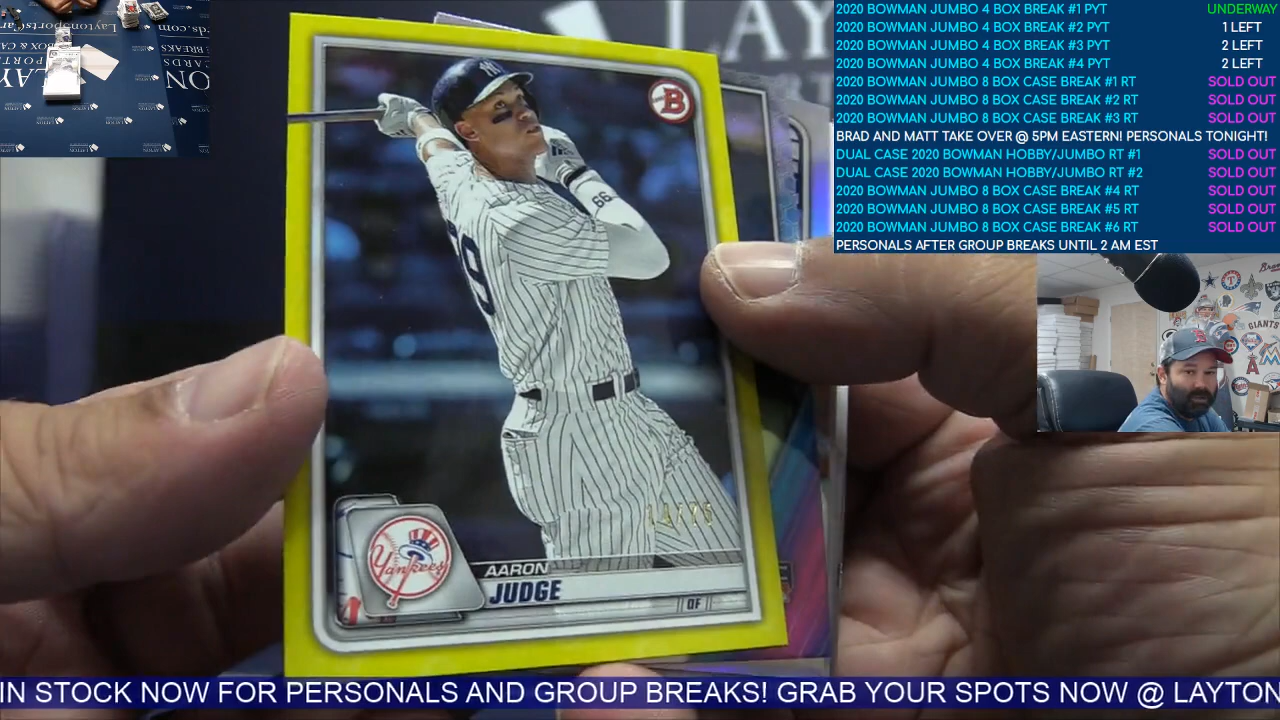 2020 BOWMAN JUMBO 4 BOX BREAK #1 PYT UNDERWAY
2020 BOWMAN JUMBO 4 BOX BREAK #2 PYT 1 LEFT
2020 BOWMAN JUMBO 4 BOX BREAK #3 PYT 2 LEFT
2020 BOWMAN JUMBO 4 BOX BREAK #4 PYT 2 LEFT
2020 BOWMAN JUMBO 8 BOX CASE BREAK #1 RT SOLD OUT
2020 BOWMAN JUMBO 8 BOX CASE BREAK #2 RT SOLD OUT
2020 BOWMAN JUMBO 8 BOX CASE BREAK #3 RT SOLD OUT
BRAD AND MATT TAKE OVER @ 5PM EASTERN! PERSONALS TONIGHT!
DUAL CASE 2020 BOWMAN HOBBY/JUMBO RT #1 SOLD OUT
DUAL CASE 2020 BOWMAN HOBBY/JUMBO RT #2 SOLD OUT
2020 BOWMAN JUMBO 8 BOX CASE BREAK #4 RT SOLD OUT
2020 BOWMAN JUMBO 8 BOX CASE BREAK #5 RT SOLD OUT
2020 BOWMAN JUMBO 8 BOX CASE BREAK #6 RT SOLD OUT
PERSONALS AFTER GROUP BREAKS UNTIL 2 AM EST
LAY
B
99
Yankees
AARON
JUDGE
OF
GIANTS
IN STOCK NOW FOR PERSONALS AND GROUP BREAKS! GRAB YOUR SPOTS NOW @ LAYTON